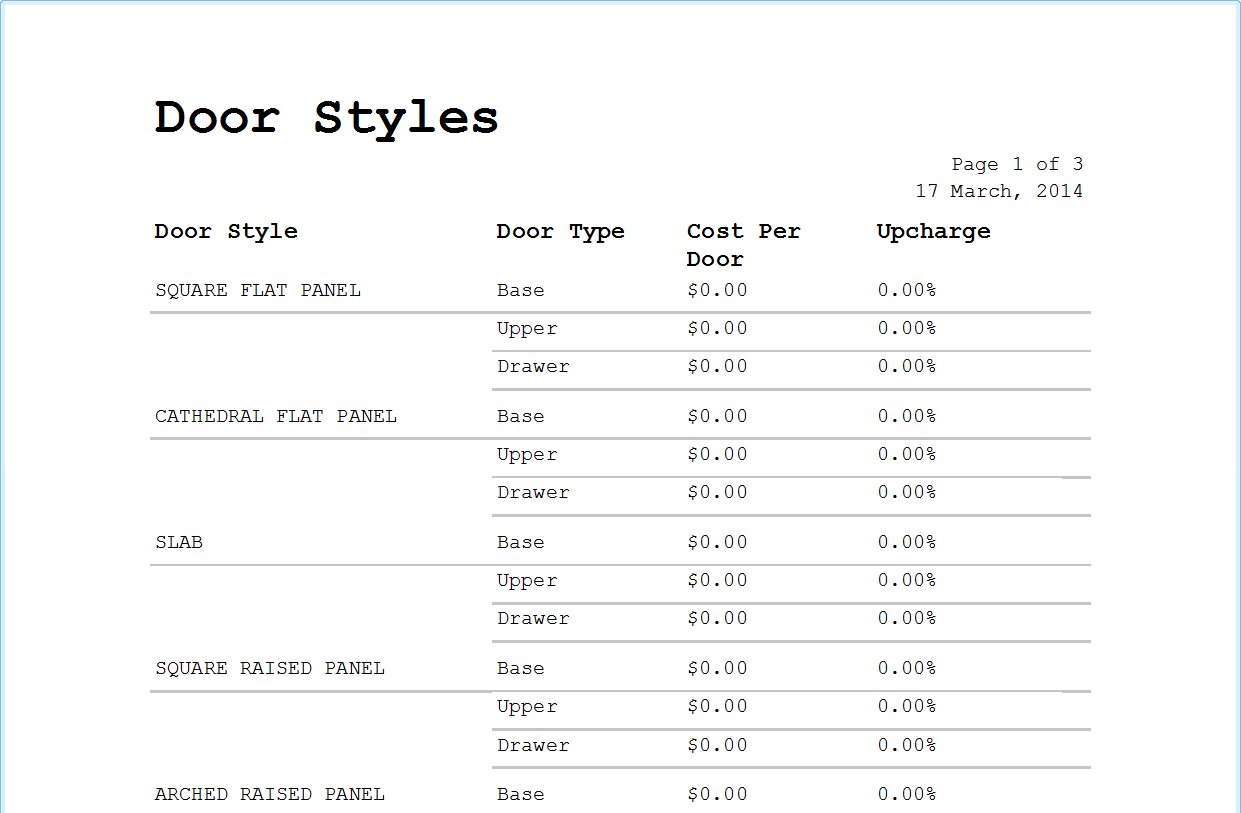 Door Styles
Page 1 of 3
17 March, 2014
Door Style Door Type Cost Per Door Upcharge
SQUARE FLAT PANEL Base $0.00 0.00%
Upper $0.00 0.00%
Drawer $0.00 0.00%
CATHEDRAL FLAT PANEL Base $0.00 0.00%
Upper $0.00 0.00%
Drawer $0.00 0.00%
SLAB Base $0.00 0.00%
Upper $0.00 0.00%
Drawer $0.00 0.00%
SQUARE RAISED PANEL Base $0.00 0.00%
Upper $0.00 0.00%
Drawer $0.00 0.00%
ARCHED RAISED PANEL Base $0.00 0.00%